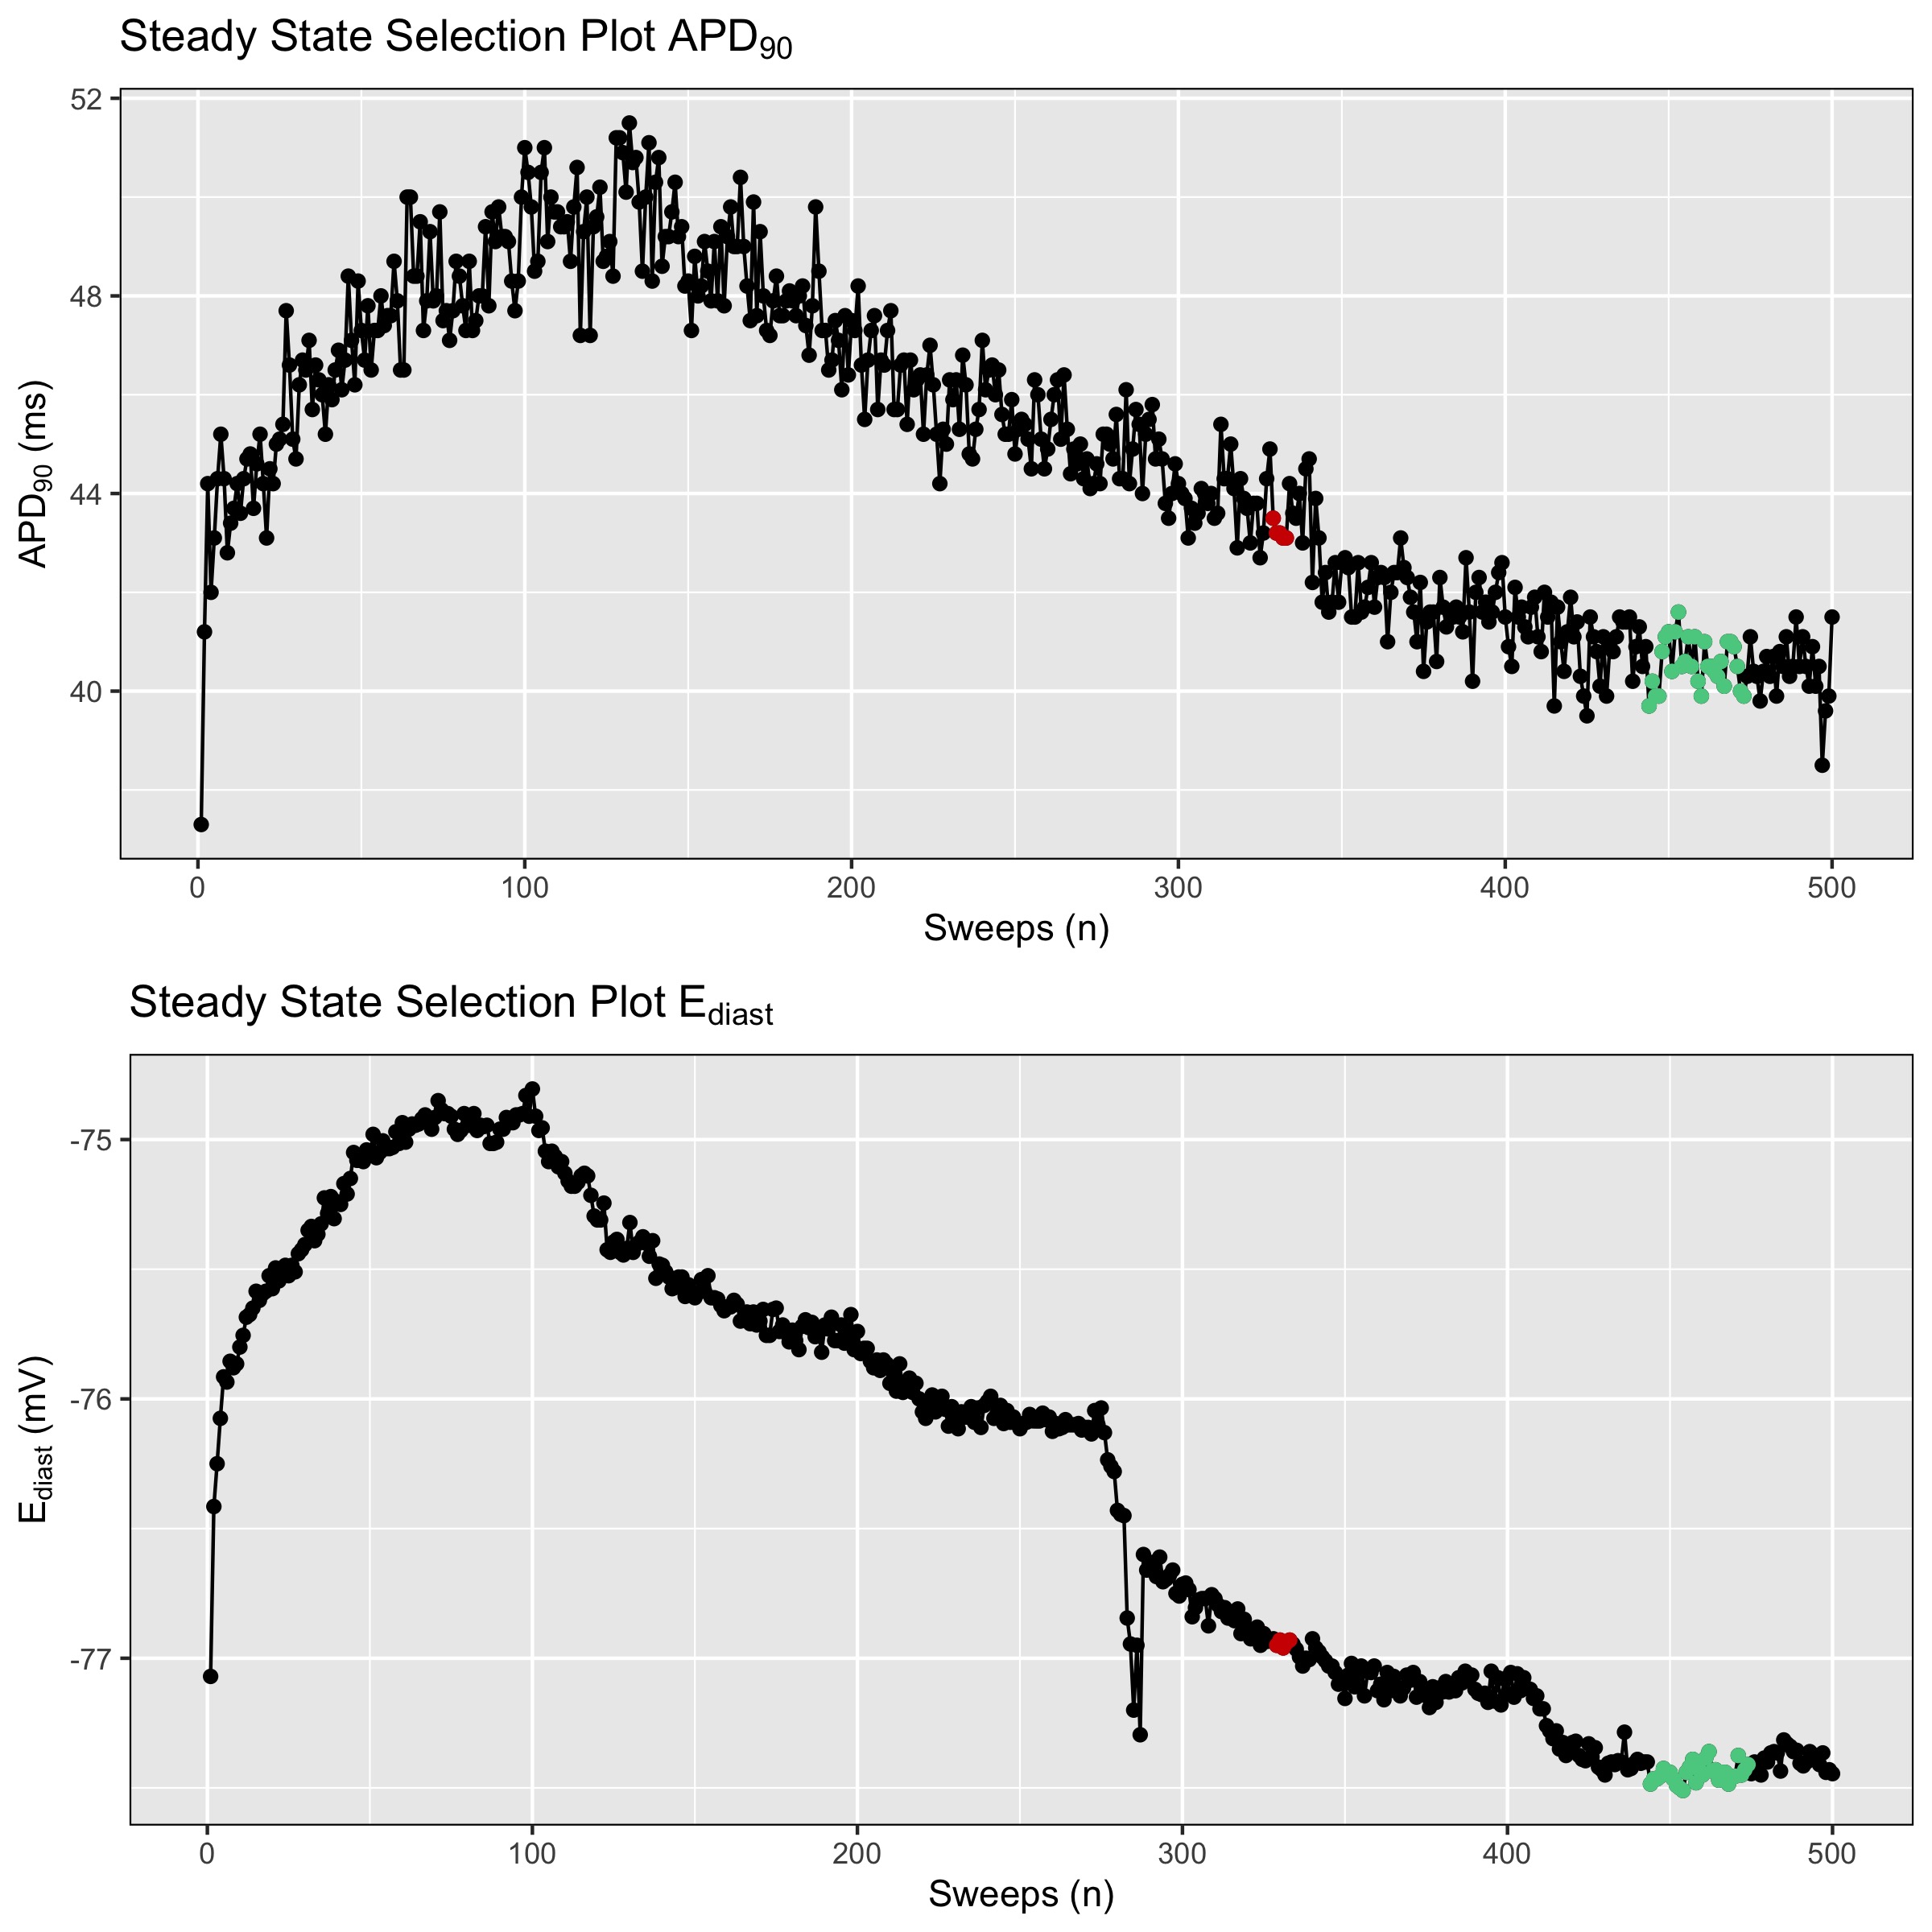 Steady State Selection Plot APD90
52
48
44
40
APD90 (ms)
0 100 200 300 400 500
Sweeps (n)
Steady State Selection Plot Ediast
-75
-76
-77
Ediast (mV)
0 100 200 300 400 500
Sweeps (n)